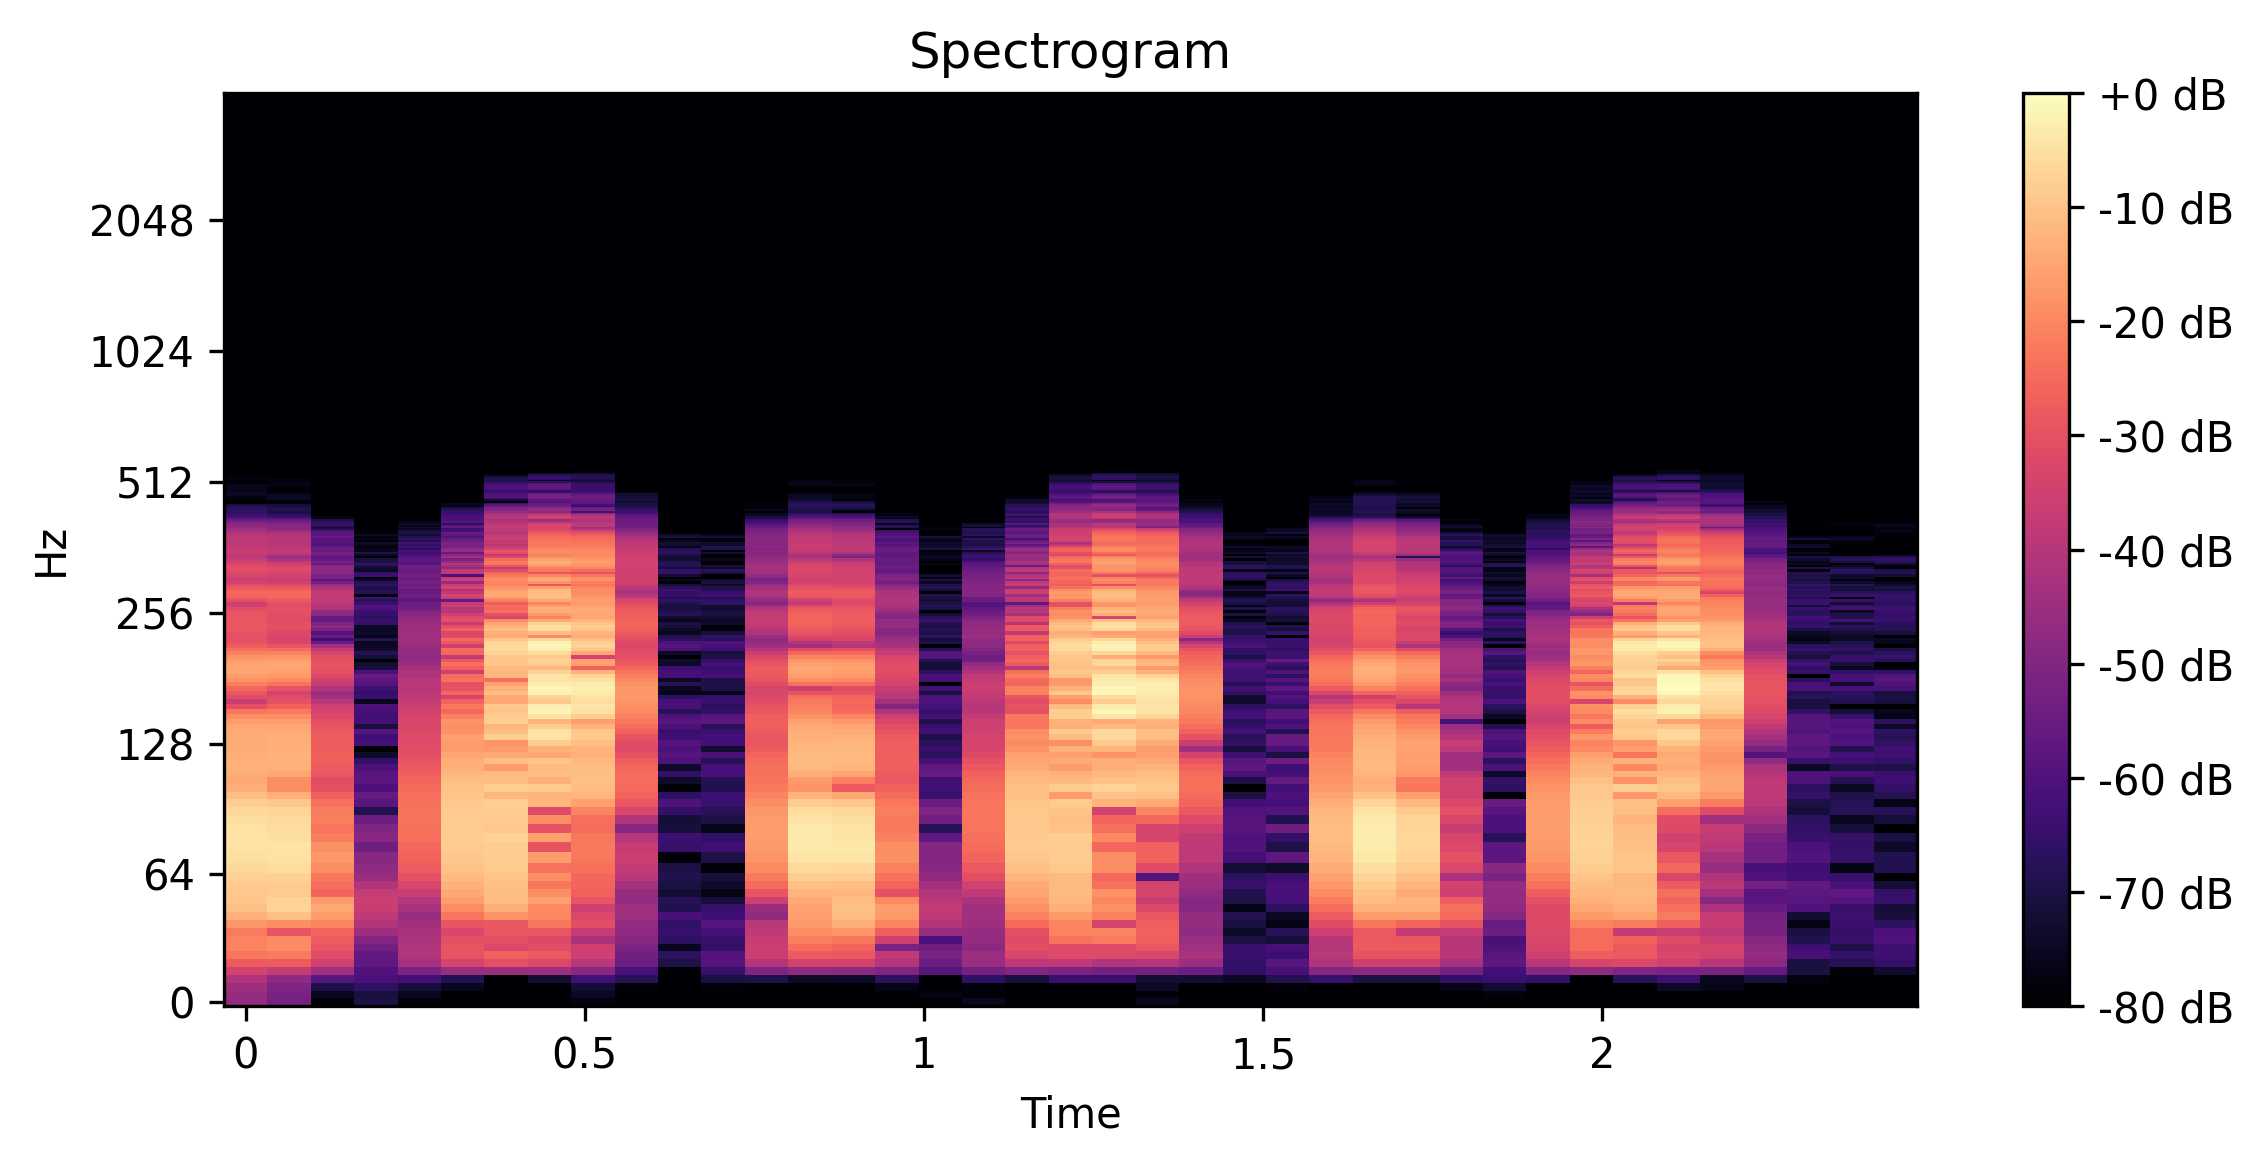 Spectrogram
+0 dB
2048
-10 dB
-20 dB
1024
-30 dB
512
-40 dB
Hz
256
-50 dB
128
-60 dB
64
-70 dB
0
-80 dB
0 0.5 1 1.5 2
Time